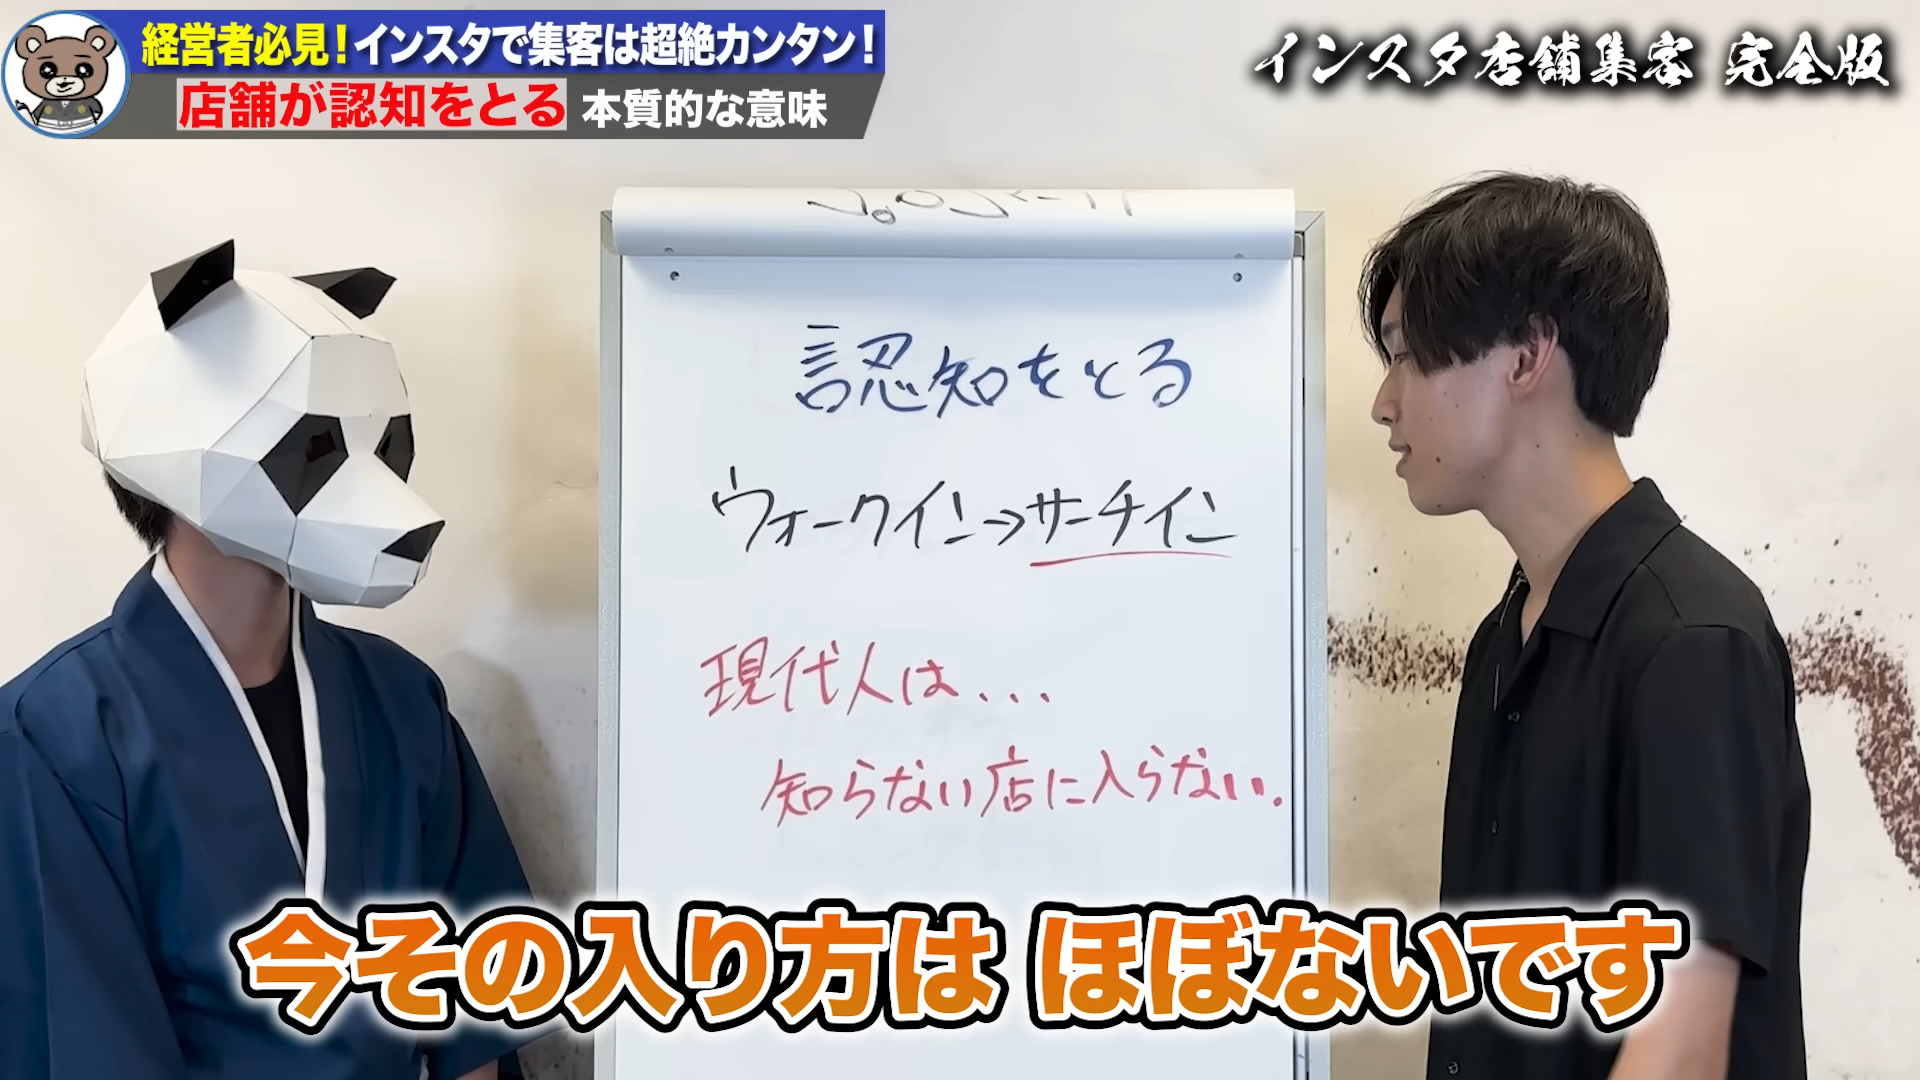 経営者必見！インスタで集客は超絶カンタン！
店舗が認知をとる 本質的な意味
インスタ店舗集客 完全版
認知をとる
ウォークイン→サーチイン
現代人は...
知らない店に入らない.
今その入り方は ほぼないです